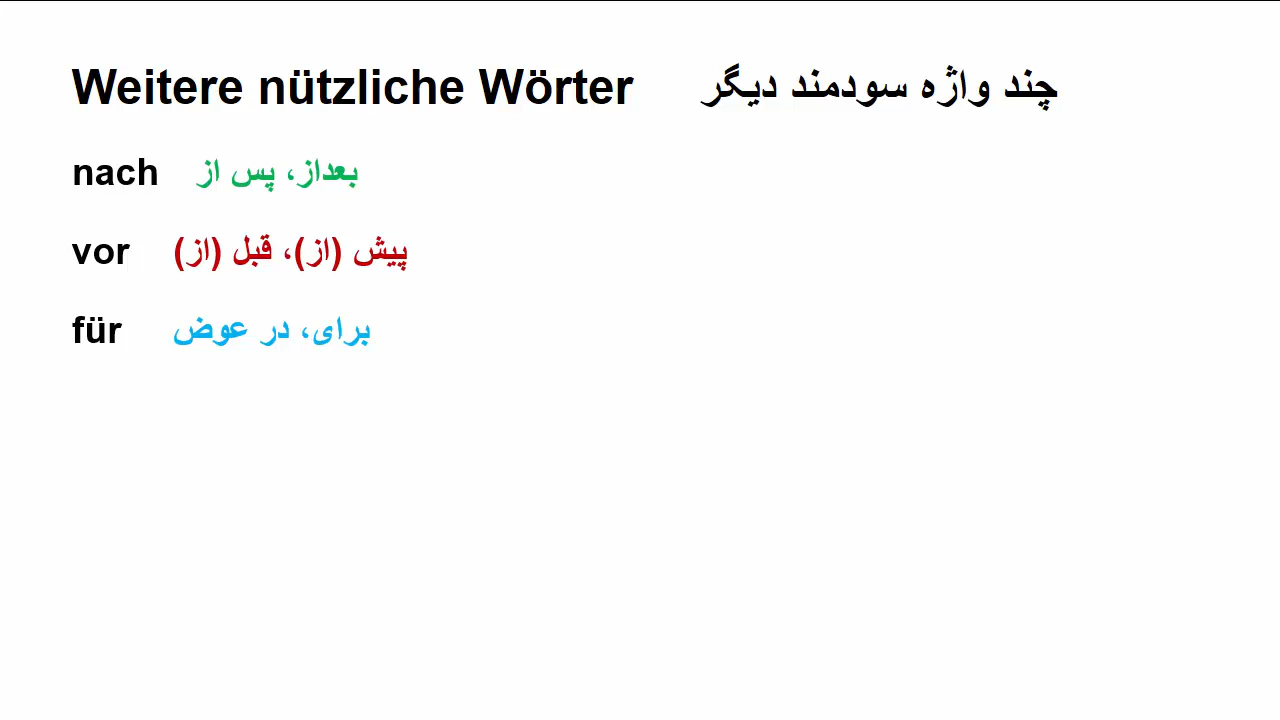 Weitere nützliche Wörter چند واژه سودمند دیگر
nach بعداز، پس از
vor پیش (از)، قبل (از)
für برای، در عوض